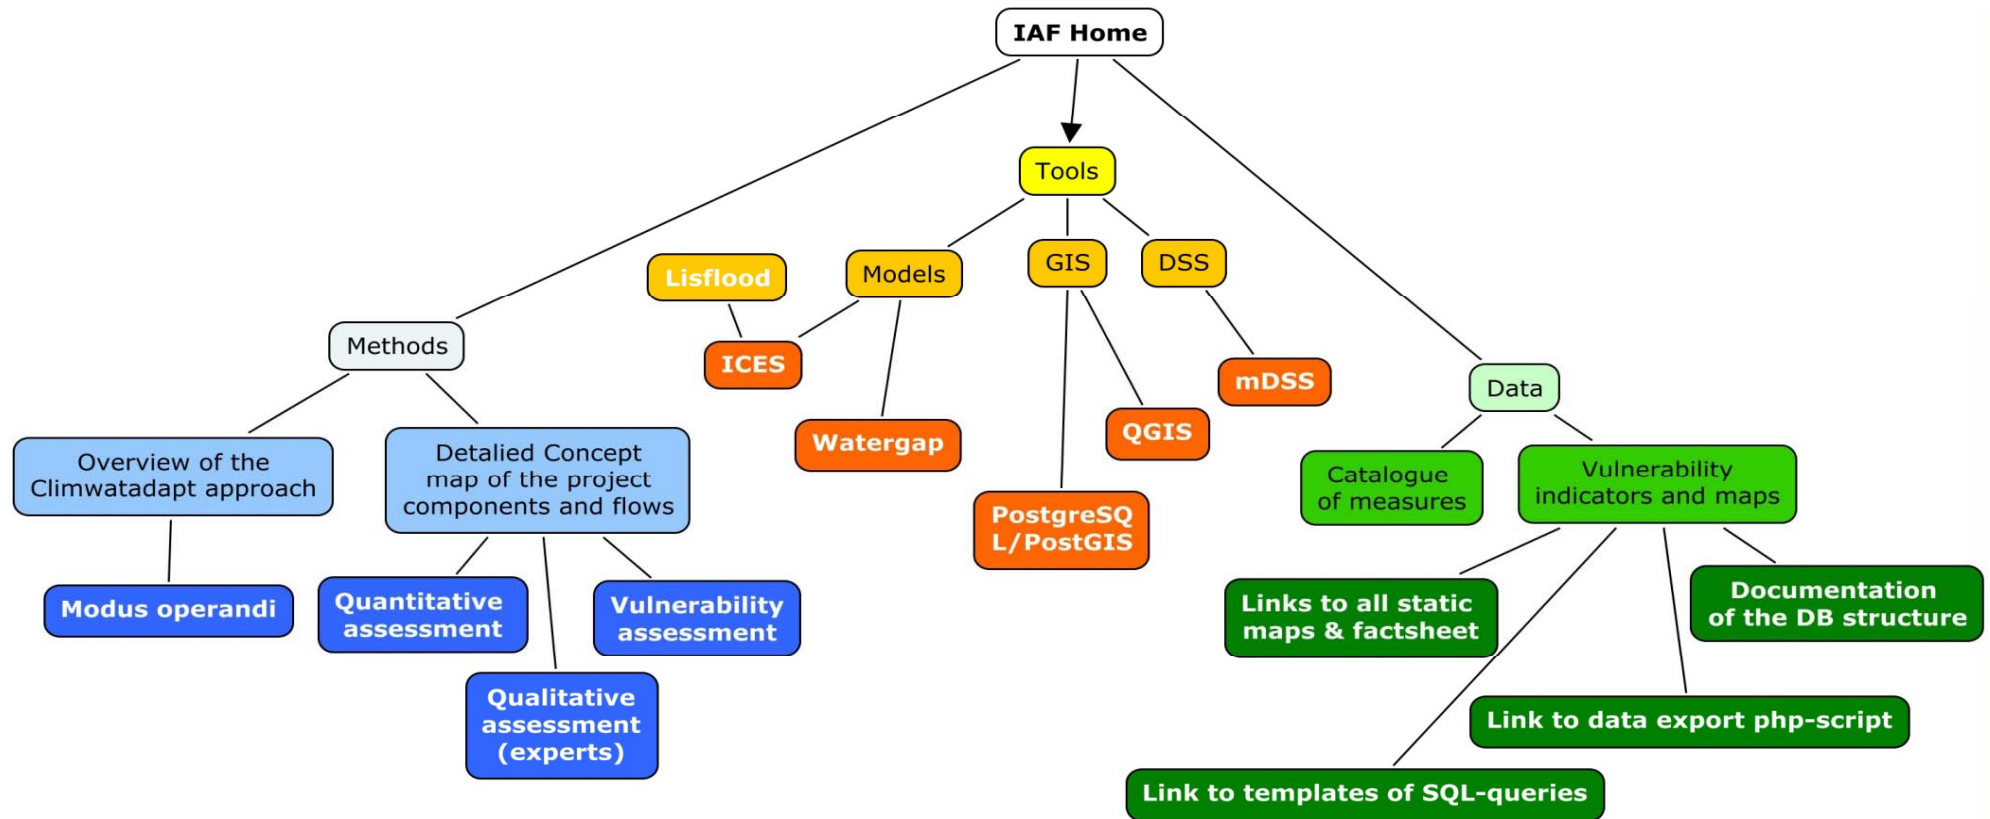 IAF Home
Tools
Lisflood
Models
GIS
DSS
Methods
ICES
mDSS
Data
Watergap
QGIS
Overview of the
Climwatadapt approach
Detalied Concept
map of the project
components and flows
Catalogue
of measures
Vulnerability
indicators and maps
PostgreSQ
L/PostGIS
Modus operandi
Quantitative
assessment
Vulnerability
assessment
Links to all static
maps & factsheet
Documentation
of the DB structure
Qualitative
assessment
(experts)
Link to data export php-script
Link to templates of SQL-queries